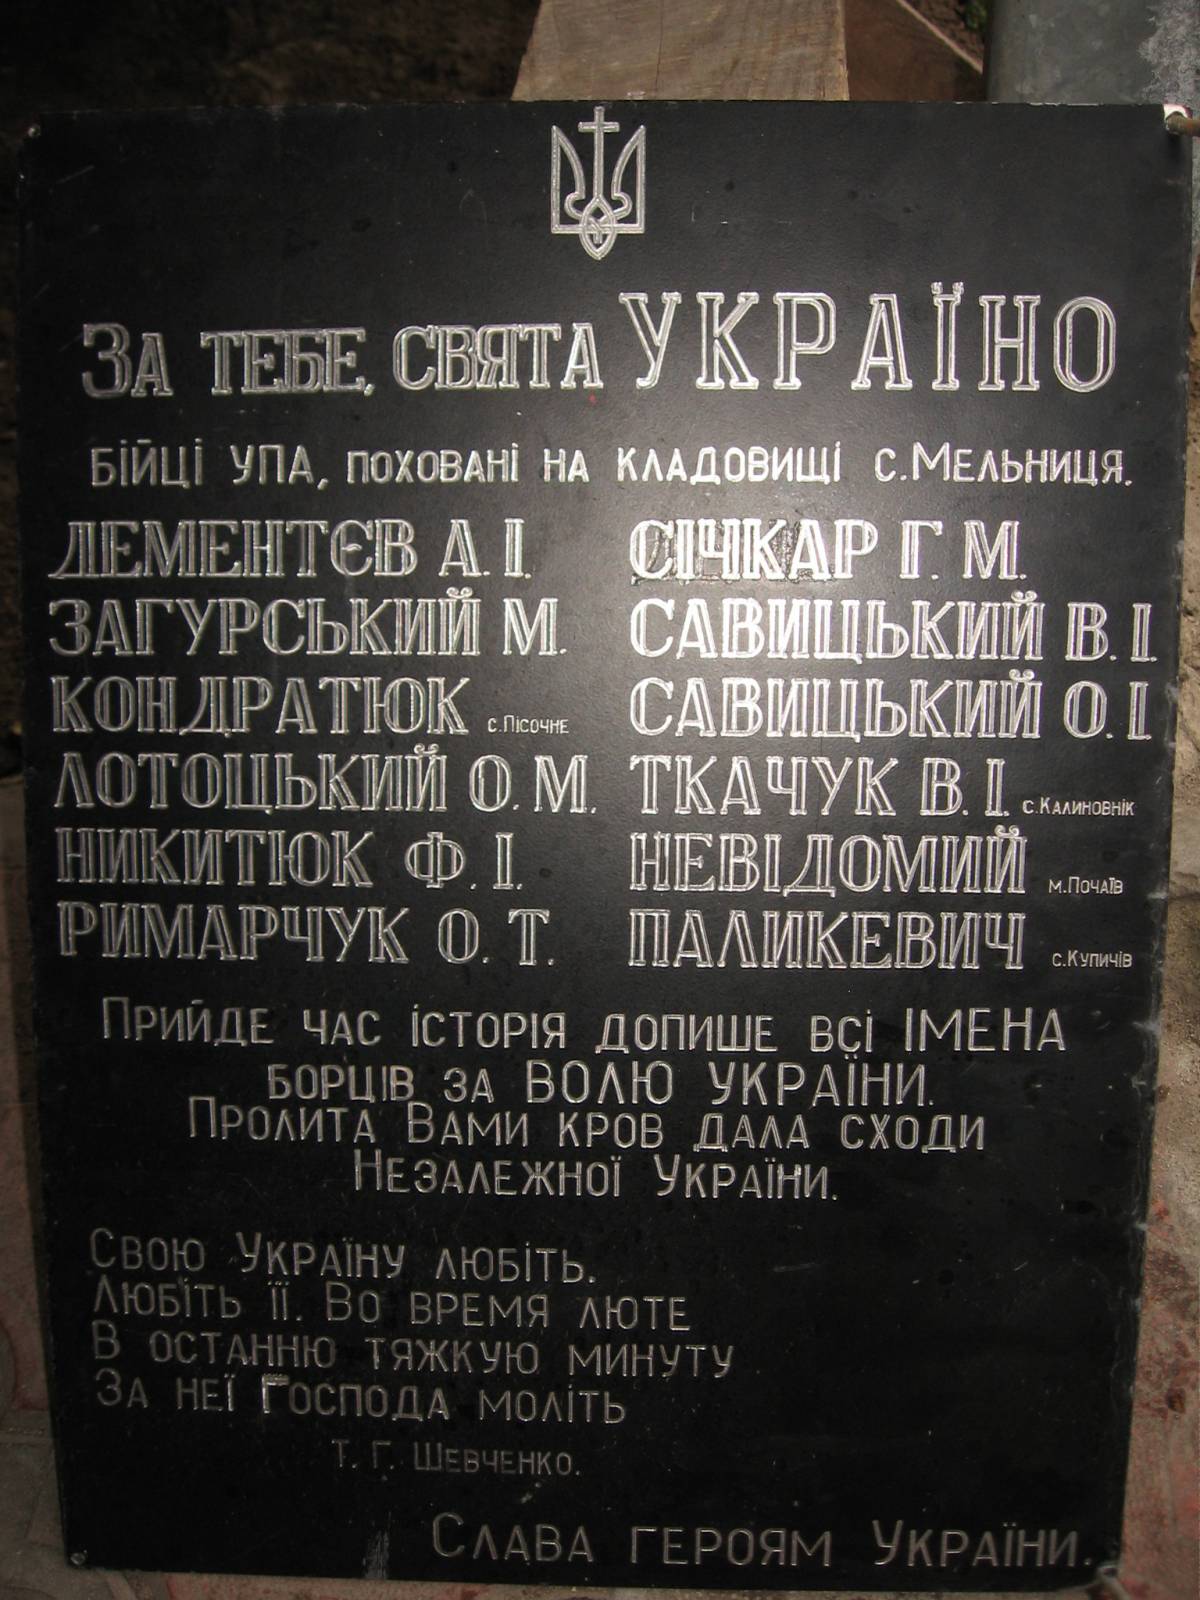 За тебе, свята УКРАЇНО
Бійці УПА, поховані на кладовищі с. Мельниця.
ДЕМЕНТЄВ А. І. СІЧКАР Г. М.
ЗАГУРСЬКИЙ М. САВИЦЬКИЙ В. І.
КОНДРАТЮК с. Пісочне САВИЦЬКИЙ О. І.
ЛОТОЦЬКИЙ О. М. ТКАЧУК В. І. с. Калиновнік
НИКИТЮК Ф. І. НЕВІДОМИЙ м. Почаїв
РИМАРЧУК О. Т. ПАЛИКЕВИЧ с. Купичів
Прийде час історія допише всі ІМЕНА
борців за ВОЛЮ УКРАЇНИ.
Пролита Вами кров дала сходи
Незалежної України.
Свою Україну любіть.
Любіть її. Во время люте
В останню тяжкую минуту
За неї Господа моліть
Т. Г. Шевченко.
Слава героям України.